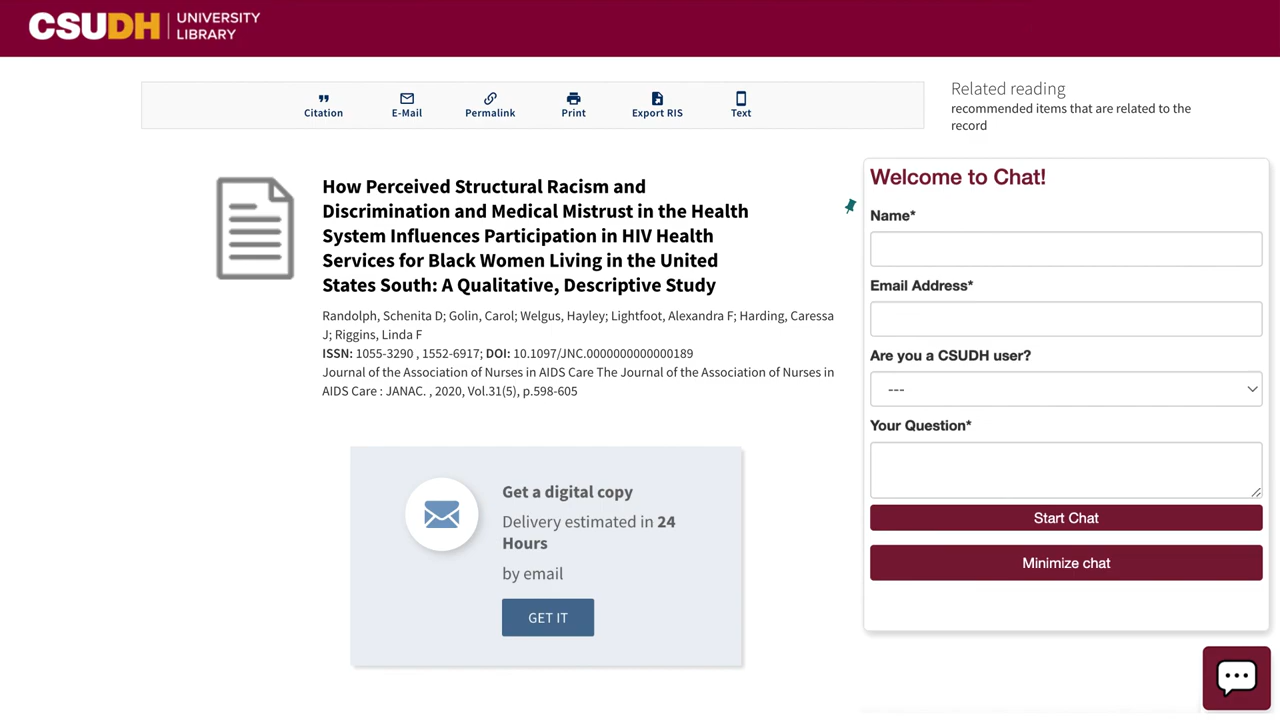 CSUDH UNIVERSITY
LIBRARY
Citation E-Mail Permalink Print Export RIS Text
Related reading
recommended items that are related to the
record
How Perceived Structural Racism and
Discrimination and Medical Mistrust in the Health
System Influences Participation in HIV Health
Services for Black Women Living in the United
States South: A Qualitative, Descriptive Study
Randolph, Schenita D; Golin, Carol; Welgus, Hayley; Lightfoot, Alexandra F; Harding, Caressa
J; Riggins, Linda F
ISSN: 1055-3290 , 1552-6917; DOI: 10.1097/JNC.0000000000000189
Journal of the Association of Nurses in AIDS Care The Journal of the Association of Nurses in
AIDS Care : JANAC. , 2020, Vol.31(5), p.598-605
Get a digital copy
Delivery estimated in 24
Hours
by email
GET IT
Welcome to Chat!
Name*
Email Address*
Are you a CSUDH user?
---
Your Question*
Start Chat
Minimize chat